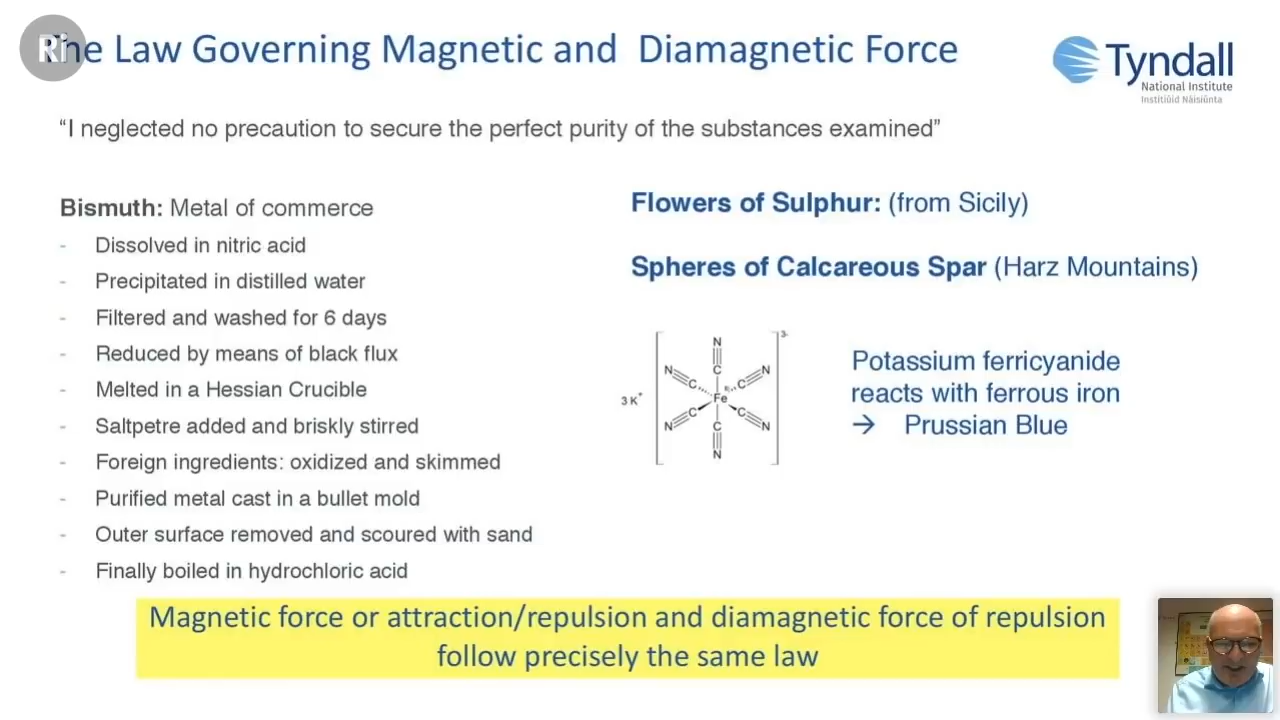 The Law Governing Magnetic and Diamagnetic Force
Ri
Tyndall
National Institute
Institiúid Náisiúnta
“I neglected no precaution to secure the perfect purity of the substances examined”
Bismuth: Metal of commerce
- Dissolved in nitric acid
- Precipitated in distilled water
- Filtered and washed for 6 days
- Reduced by means of black flux
- Melted in a Hessian Crucible
- Saltpetre added and briskly stirred
- Foreign ingredients: oxidized and skimmed
- Purified metal cast in a bullet mold
- Outer surface removed and scoured with sand
- Finally boiled in hydrochloric acid
Flowers of Sulphur: (from Sicily)
Spheres of Calcareous Spar (Harz Mountains)
3-
N
N C C N
C
3 K+ Fe
C C
N C N
N
Potassium ferricyanide
reacts with ferrous iron
→ Prussian Blue
Magnetic force or attraction/repulsion and diamagnetic force of repulsion
follow precisely the same law